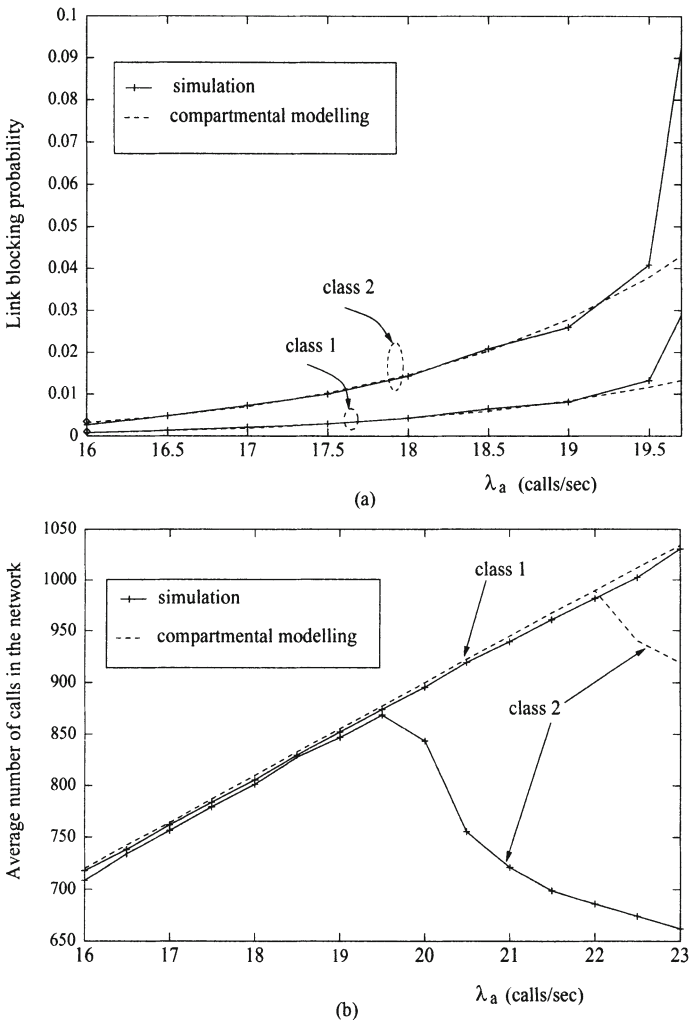 0.1
0.09
0.08
0.07
0.06
0.05
0.04
0.03
0.02
0.01
0
Link blocking probability
simulation
compartmental modelling
class 2
class 1
16 16.5 17 17.5 18 18.5 19 19.5
λa (calls/sec)
(a)
1050
1000
950
900
850
800
750
700
650
Average number of calls in the network
simulation
compartmental modelling
class 1
class 2
16 17 18 19 20 21 22 23
λa (calls/sec)
(b)